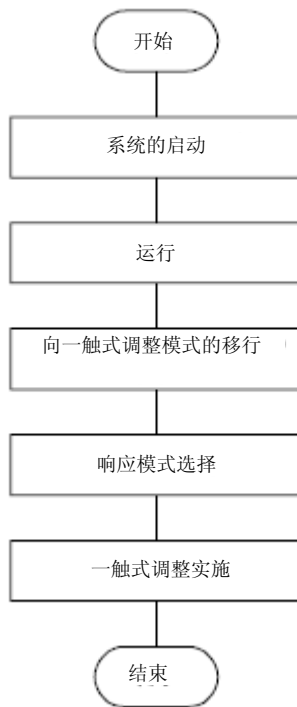 开始
系统的启动
运行
向一触式调整模式的移行
响应模式选择
一触式调整实施
结束